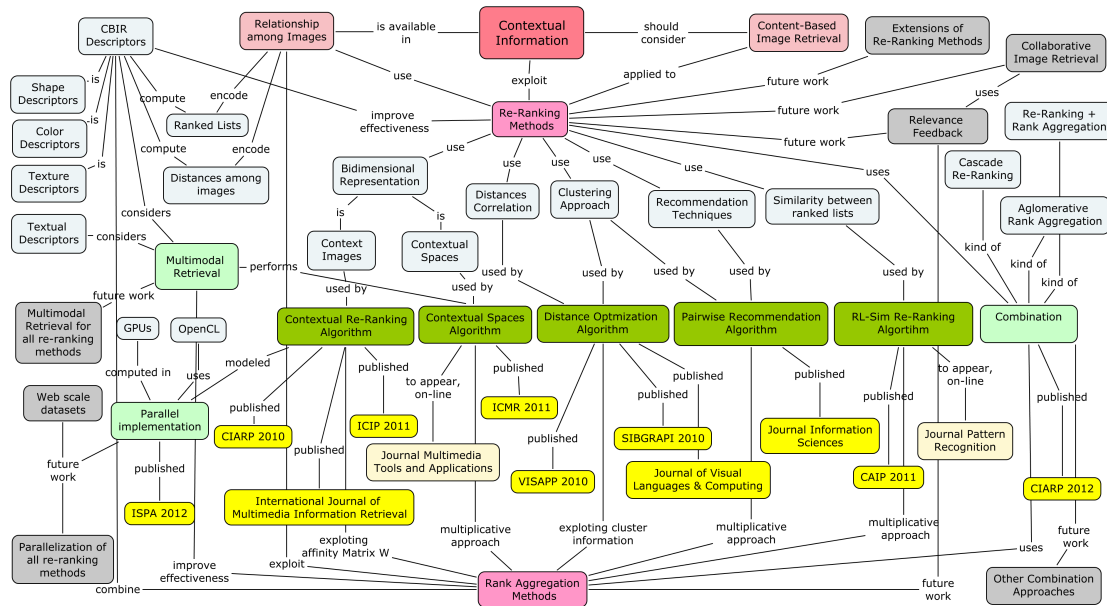 CBIR
Descriptors
Relationship
among Images
is available
in
Contextual
Information
should
consider
Content-Based
Image Retrieval
Extensions of
Re-Ranking Methods
Collaborative
Image Retrieval
is
Shape
Descriptors
is
Color
Descriptors
is
Texture
Descriptors
compute
encode
use
exploit
applied to
future work
uses
Ranked Lists
compute
encode
improve
effectiveness
Re-Ranking
Methods
future work
future work
Relevance
Feedback
Re-Ranking +
Rank Aggregation
Distances among
images
use
use
use
use
use
uses
Cascade
Re-Ranking
Bidimensional
Representation
Distances
Correlation
Clustering
Approach
Recommendation
Techniques
Similarity between
ranked lists
Aglomerative
Rank Aggregation
Textual
Descriptors
considers
considers
is
is
Context
Images
Contextual
Spaces
Multimodal
Retrieval
performs
kind of
kind of
kind of
used by
used by
used by
used by
used by
used by
future work
Multimodal
Retrieval for
all re-ranking
methods
GPUs
OpenCL
Contextual Re-Ranking
Algorithm
Contextual Spaces
Algorithm
Distance Optmization
Algorithm
Pairwise Recommendation
Algorithm
RL-Sim Re-Ranking
Algortihm
Combination
computed in
uses
modeled
published
published
to appear,
on-line
published
published
published
published
to appear,
on-line
published
Web scale
datasets
Parallel
implementation
published
CIARP 2010
published
ICIP 2011
ICMR 2011
published
SIBGRAPI 2010
Journal Information
Sciences
published
Journal Pattern
Recognition
future
work
published
Journal Multimedia
Tools and Applications
VISAPP 2010
Journal of Visual
Languages & Computing
CAIP 2011
CIARP 2012
ISPA 2012
International Journal of
Multimedia Information Retrieval
Parallelization of
all re-ranking
methods
exploting
affinity Matrix W
multiplicative
approach
exploting cluster
information
multiplicative
approach
multiplicative
approach
uses
future
work
improve
effectiveness
exploit
combine
Rank Aggregation
Methods
future
work
Other Combination
Approaches